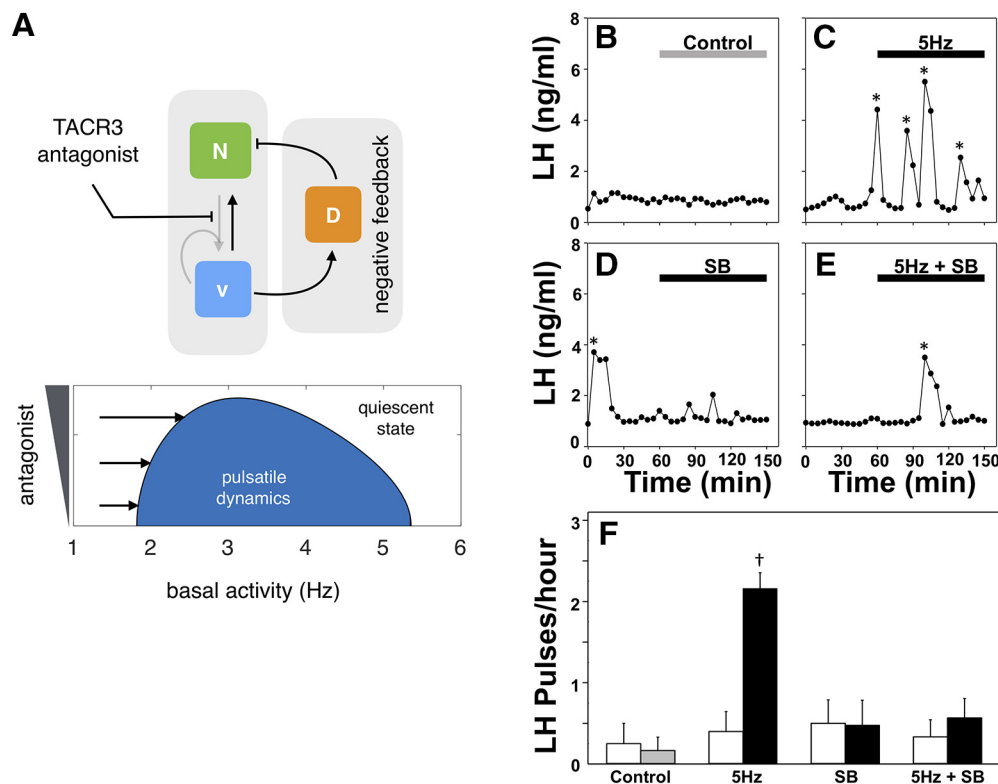 A
TACR3
antagonist
N
D
v
negative feedback
antagonist
quiescent
state
pulsatile
dynamics
1 2 3 4 5 6
basal activity (Hz)
B
Control
LH (ng/ml)
8
6
4
2
0
C
5Hz
*
*
*
*
D
SB
LH (ng/ml)
8
6
4
2
0
*
0 30 60 90 120 150
Time (min)
E
5Hz + SB
*
0 30 60 90 120 150
Time (min)
F
LH Pulses/hour
3
2
1
0
†
Control 5Hz SB 5Hz + SB